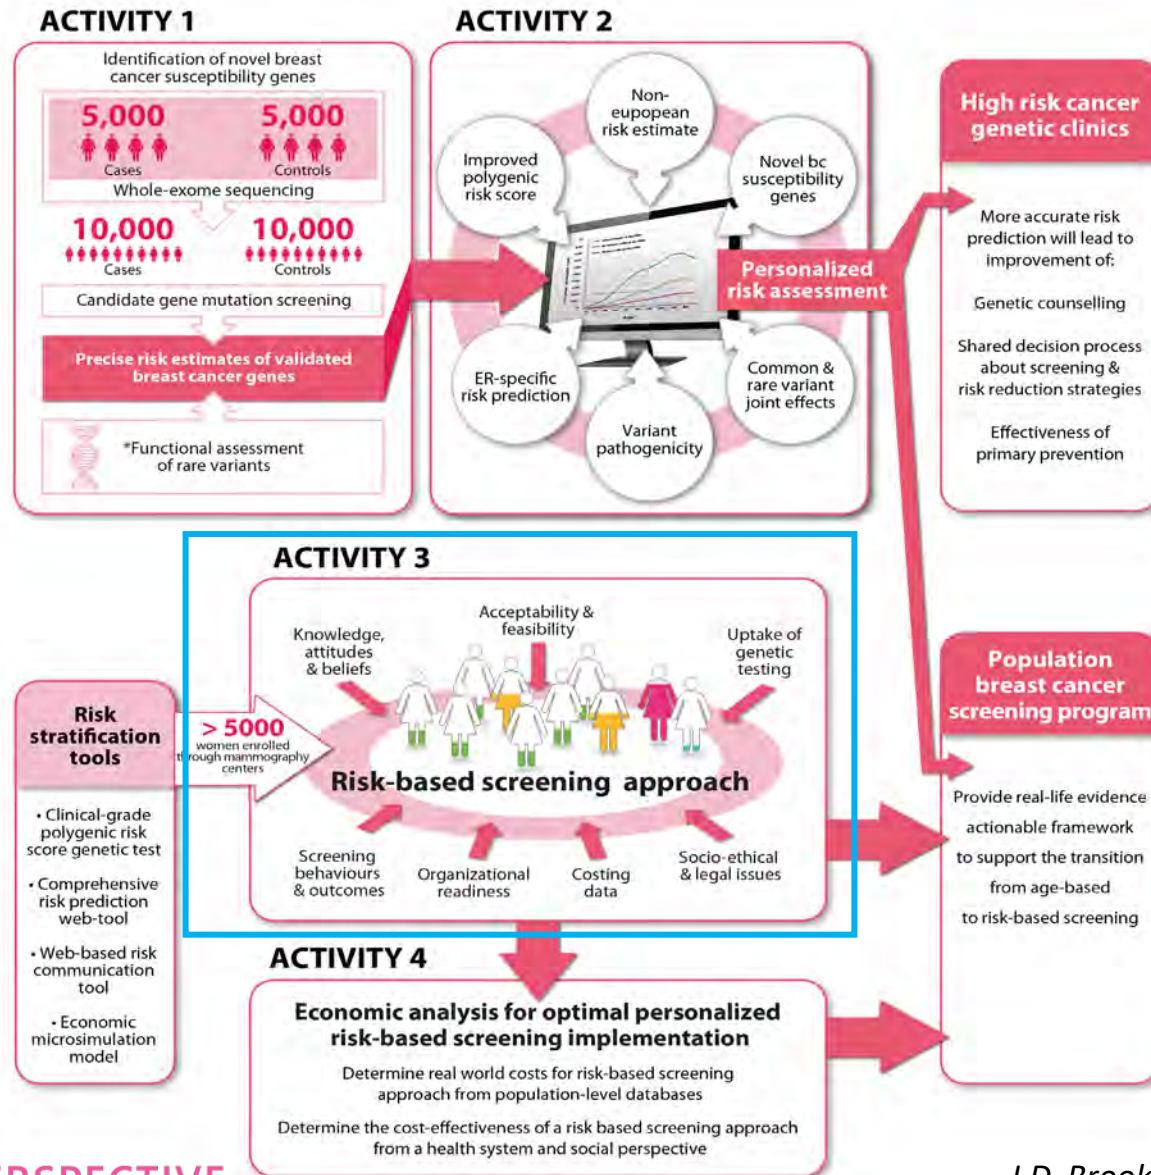 ACTIVITY 1
Identification of novel breast
cancer susceptibility genes
5,000
Cases
5,000
Controls
Whole-exome sequencing
10,000
Cases
10,000
Controls
Candidate gene mutation screening
Precise risk estimates of validated
breast cancer genes
*Functional assessment
of rare variants
ACTIVITY 2
Non-
eupopean
risk estimate
Improved
polygenic
risk score
Novel bc
susceptibility
genes
Personalized
risk assessment
ER-specific
risk prediction
Common &
rare variant
joint effects
Variant
pathogenicity
High risk cancer
genetic clinics
More accurate risk
prediction will lead to
improvement of:
Genetic counselling
Shared decision process
about screening &
risk reduction strategies
Effectiveness of
primary prevention
ACTIVITY 3
Knowledge,
attitudes
& beliefs
Acceptability &
feasibility
Uptake of
genetic
testing
Risk
stratification
tools
> 5000
women enrolled
through mammography
centers
Risk-based screening approach
Screening
behaviours
& outcomes
Organizational
readiness
Costing
data
Socio-ethical
& legal issues
• Clinical-grade
polygenic risk
score genetic test
• Comprehensive
risk prediction
web-tool
• Web-based risk
communication
tool
• Economic
microsimulation
model
Population
breast cancer
screening program
Provide real-life evidence
actionable framework
to support the transition
from age-based
to risk-based screening
ACTIVITY 4
Economic analysis for optimal personalized
risk-based screening implementation
Determine real world costs for risk-based screening
approach from population-level databases
Determine the cost-effectiveness of a risk based screening approach
from a health system and social perspective